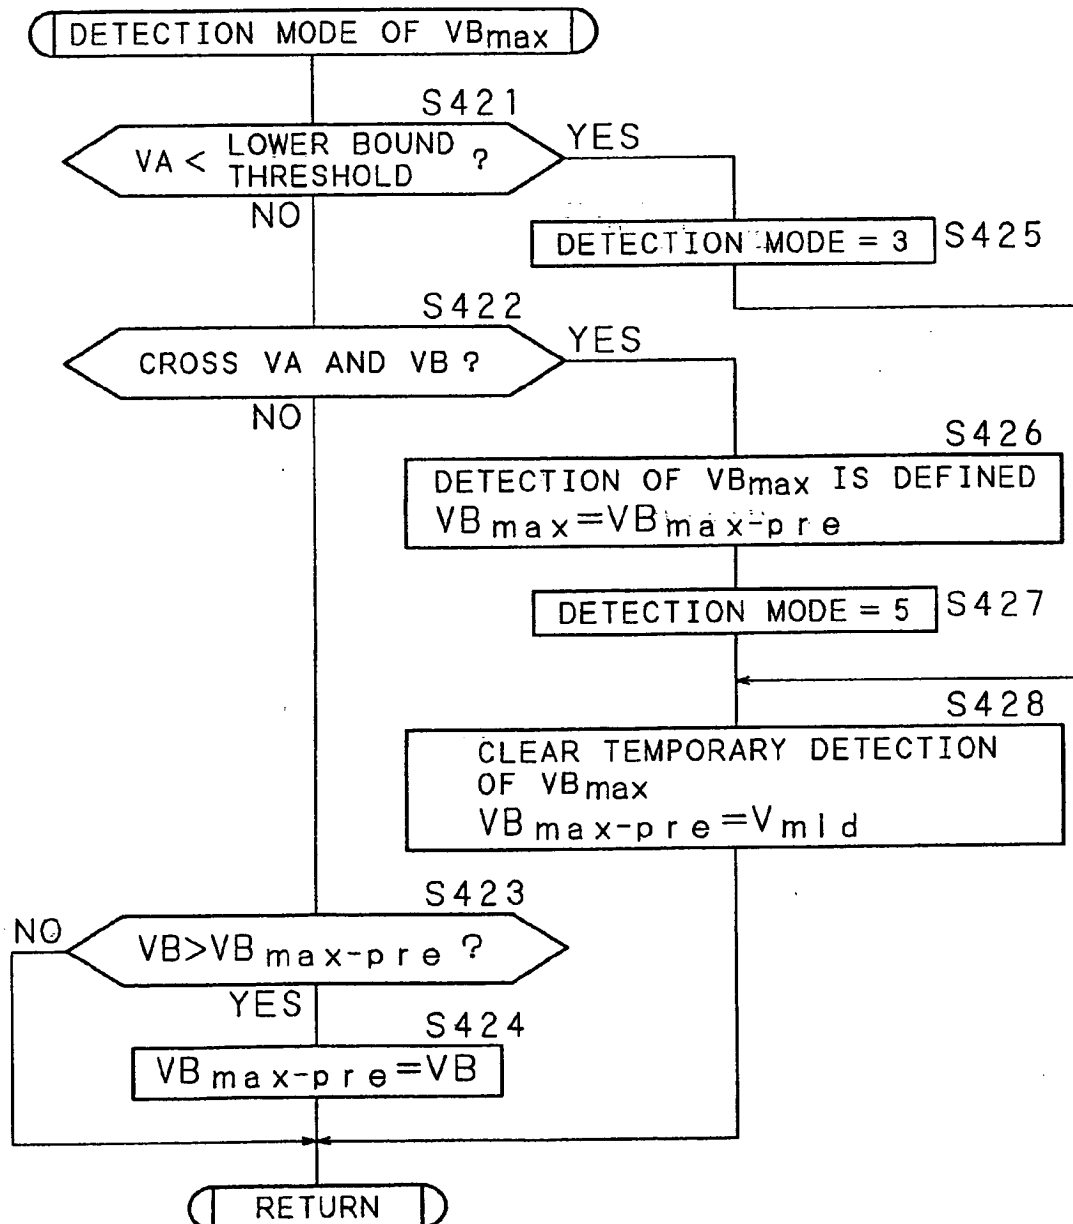 DETECTION MODE OF VBmax
S421
VA < LOWER BOUND THRESHOLD ?
YES
NO
DETECTION MODE = 3
S425
S422
CROSS VA AND VB ?
YES
NO
S426
DETECTION OF VBmax IS DEFINED
VBmax=VBmax-pre
DETECTION MODE = 5
S427
S428
CLEAR TEMPORARY DETECTION
OF VBmax
VBmax-pre=Vmid
S423
NO
VB>VBmax-pre ?
YES
S424
VBmax-pre=VB
RETURN